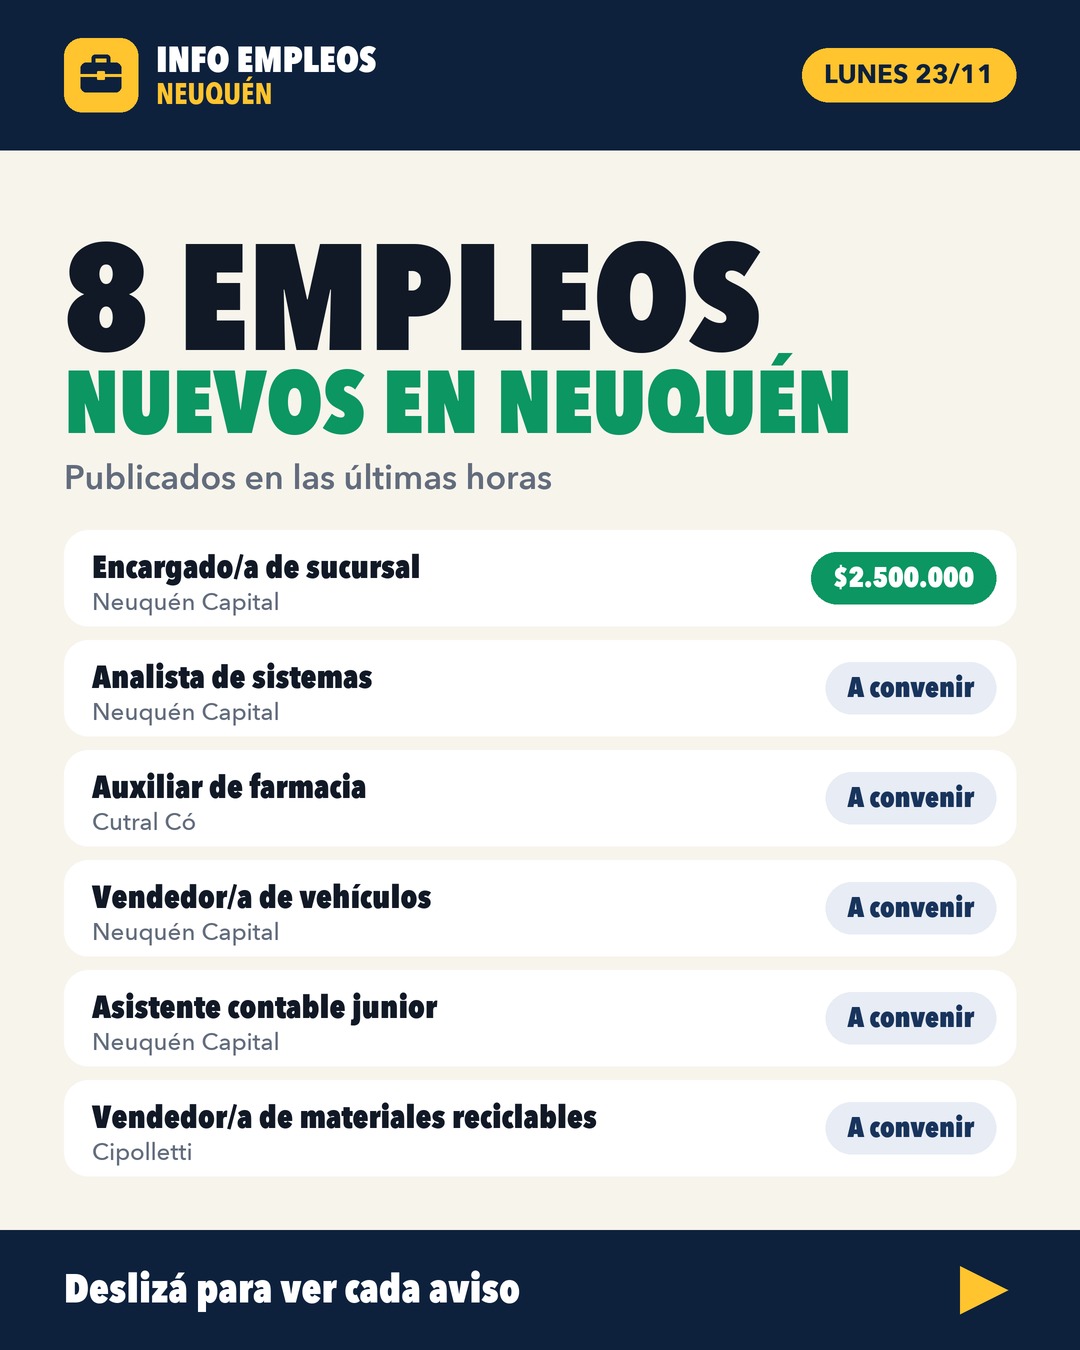 INFO EMPLEOS
NEUQUÉN
LUNES 23/11
8 EMPLEOS
NUEVOS EN NEUQUÉN
Publicados en las últimas horas
Encargado/a de sucursal
Neuquén Capital
$2.500.000
Analista de sistemas
Neuquén Capital
A convenir
Auxiliar de farmacia
Cutral Có
A convenir
Vendedor/a de vehículos
Neuquén Capital
A convenir
Asistente contable junior
Neuquén Capital
A convenir
Vendedor/a de materiales reciclables
Cipolletti
A convenir
Deslizá para ver cada aviso